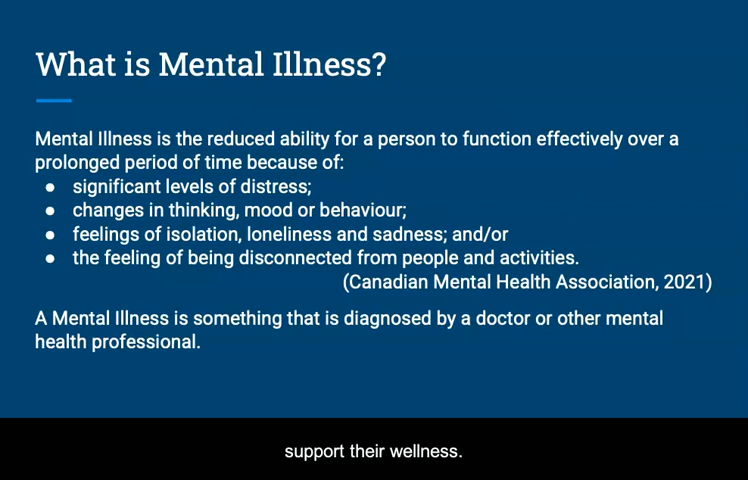 What is Mental Illness?
Mental Illness is the reduced ability for a person to function effectively over a
prolonged period of time because of:
● significant levels of distress;
● changes in thinking, mood or behaviour;
● feelings of isolation, loneliness and sadness; and/or
● the feeling of being disconnected from people and activities.
(Canadian Mental Health Association, 2021)
A Mental Illness is something that is diagnosed by a doctor or other mental
health professional.
support their wellness.